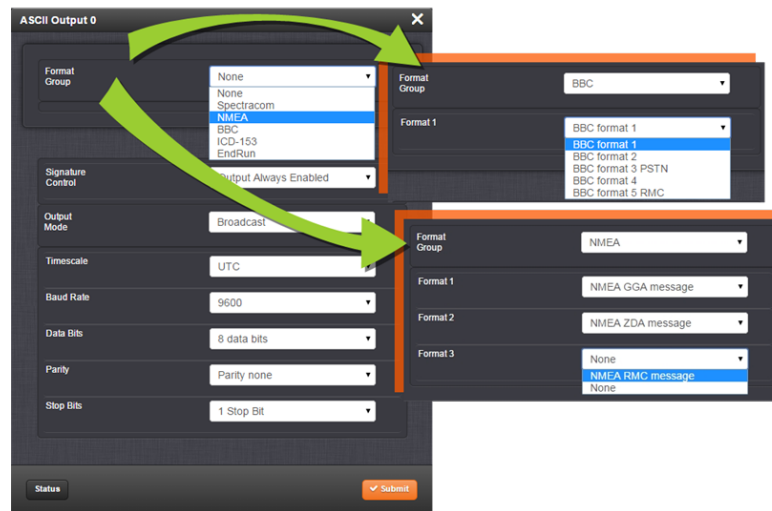 ASCII Output 0
Format Group
None
None
Spectracom
NMEA
BBC
ICD-153
EndRun
Signature Control
Output Always Enabled
Output Mode
Broadcast
Timescale
UTC
Baud Rate
9600
Data Bits
8 data bits
Parity
Parity none
Stop Bits
1 Stop Bit
Status
Submit
Format Group
BBC
Format 1
BBC format 1
BBC format 1
BBC format 2
BBC format 3 PSTN
BBC format 4
BBC format 5 RMC
Format Group
NMEA
Format 1
NMEA GGA message
Format 2
NMEA ZDA message
Format 3
None
NMEA RMC message
None